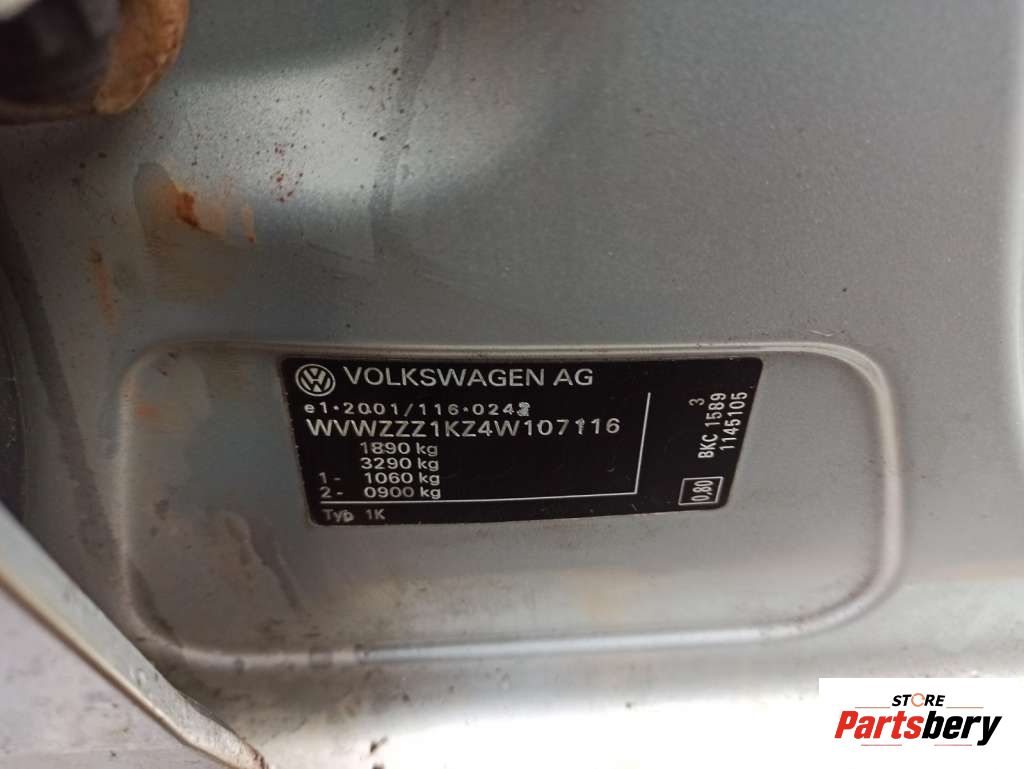 VOLKSWAGEN AG
e1*2001/116*0242
WVWZZZ1KZ4W107116
1890 kg
3290 kg
1 - 1060 kg
2 - 0900 kg
Typ 1K
3
BKC 1589
1145105
0,80
STORE
Partsbery